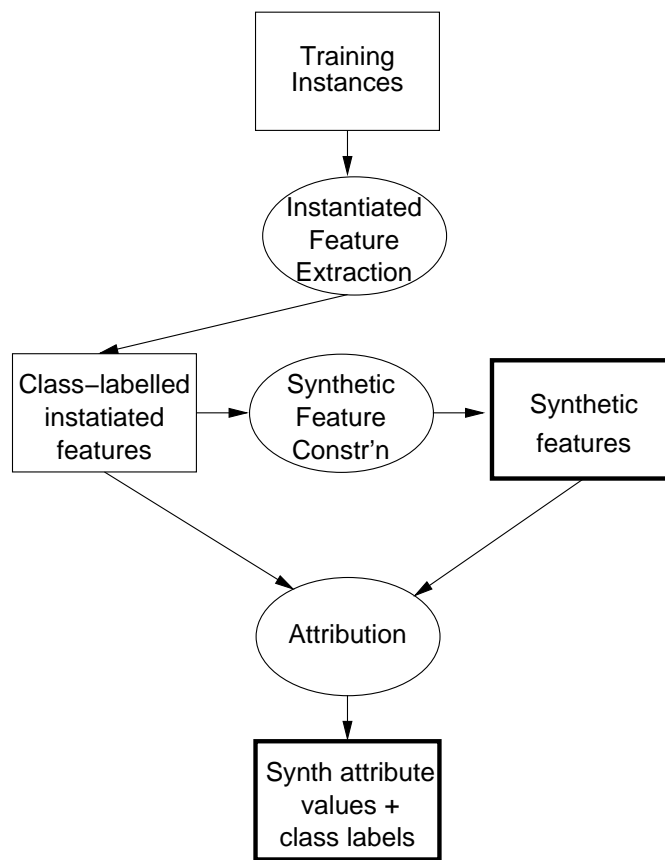 Training
Instances
Instantiated
Feature
Extraction
Class−labelled
instatiated
features
Synthetic
Feature
Constr'n
Synthetic
features
Attribution
Synth attribute
values +
class labels